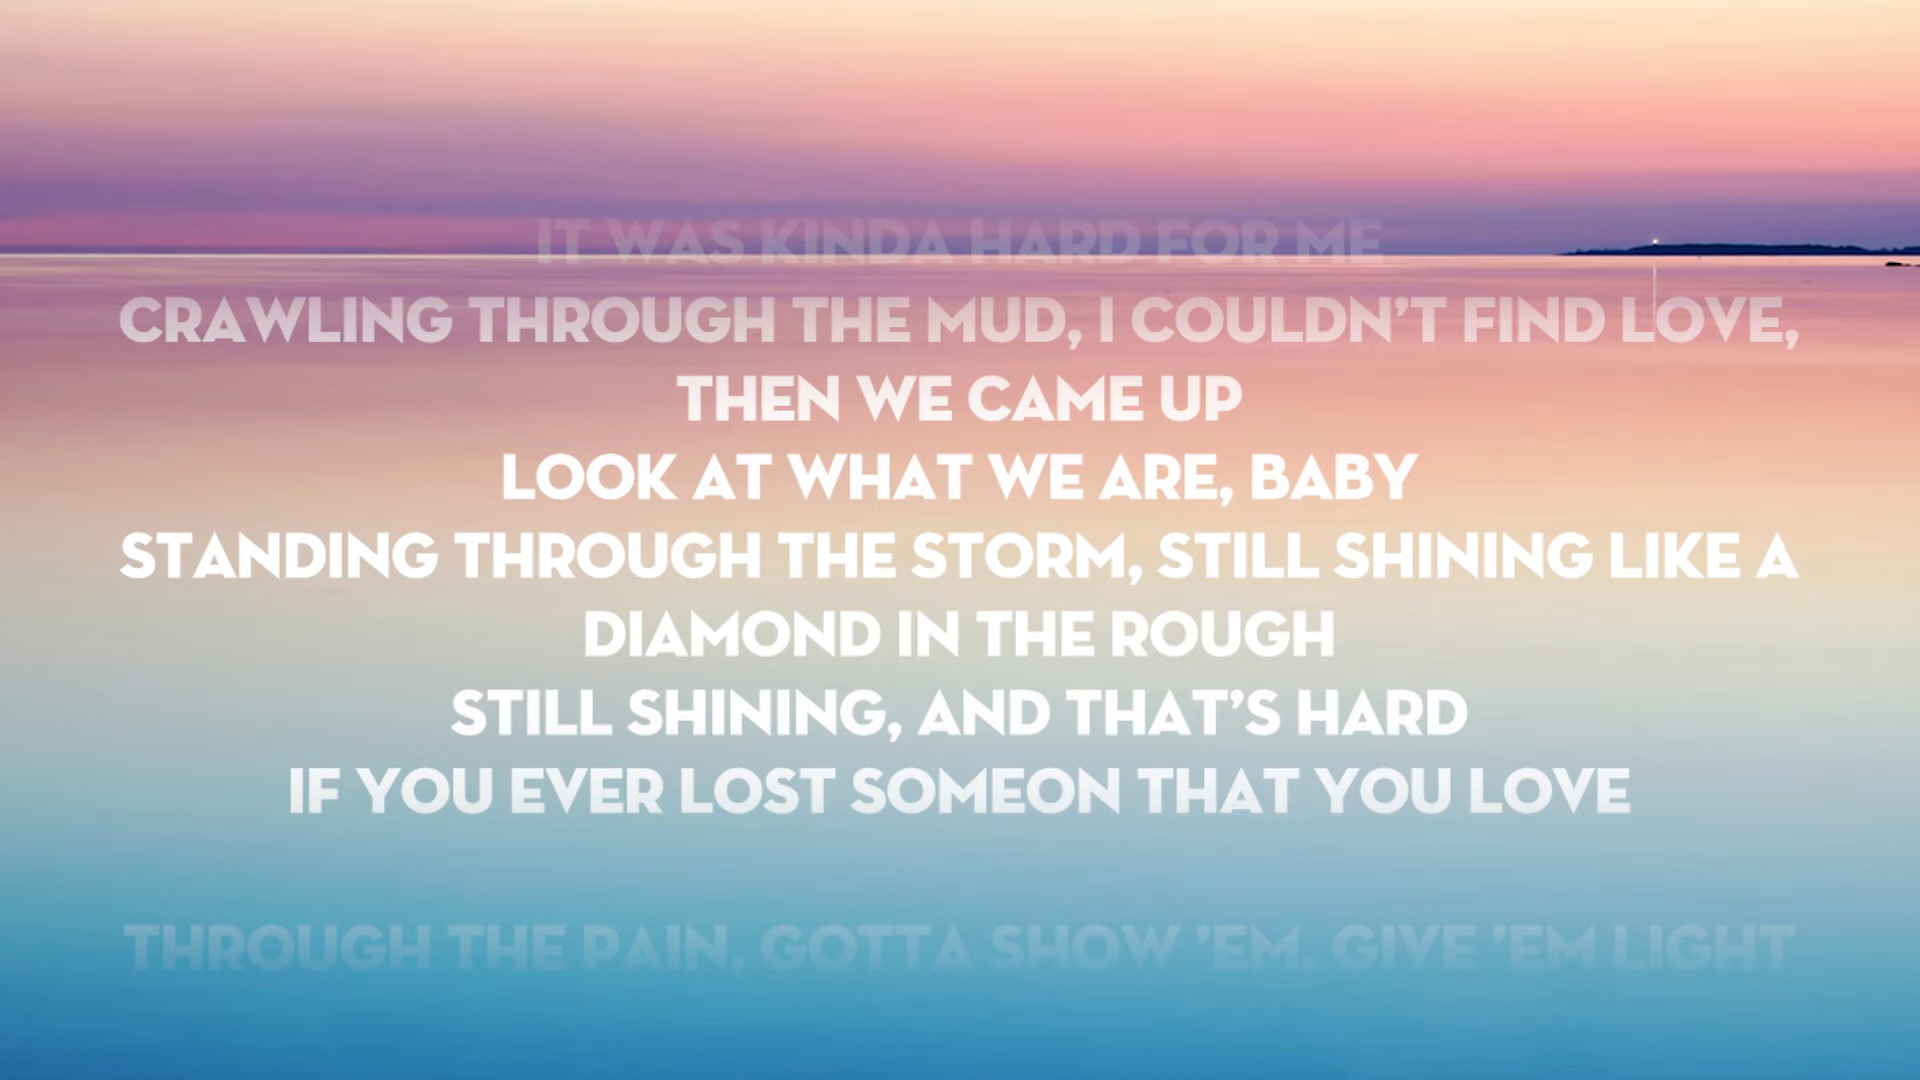 IT WAS KINDA HARD FOR ME
CRAWLING THROUGH THE MUD, I COULDN'T FIND LOVE,
THEN WE CAME UP
LOOK AT WHAT WE ARE, BABY
STANDING THROUGH THE STORM, STILL SHINING LIKE A
DIAMOND IN THE ROUGH
STILL SHINING, AND THAT'S HARD
IF YOU EVER LOST SOMEON THAT YOU LOVE
THROUGH THE PAIN, GOTTA SHOW 'EM, GIVE 'EM LIGHT